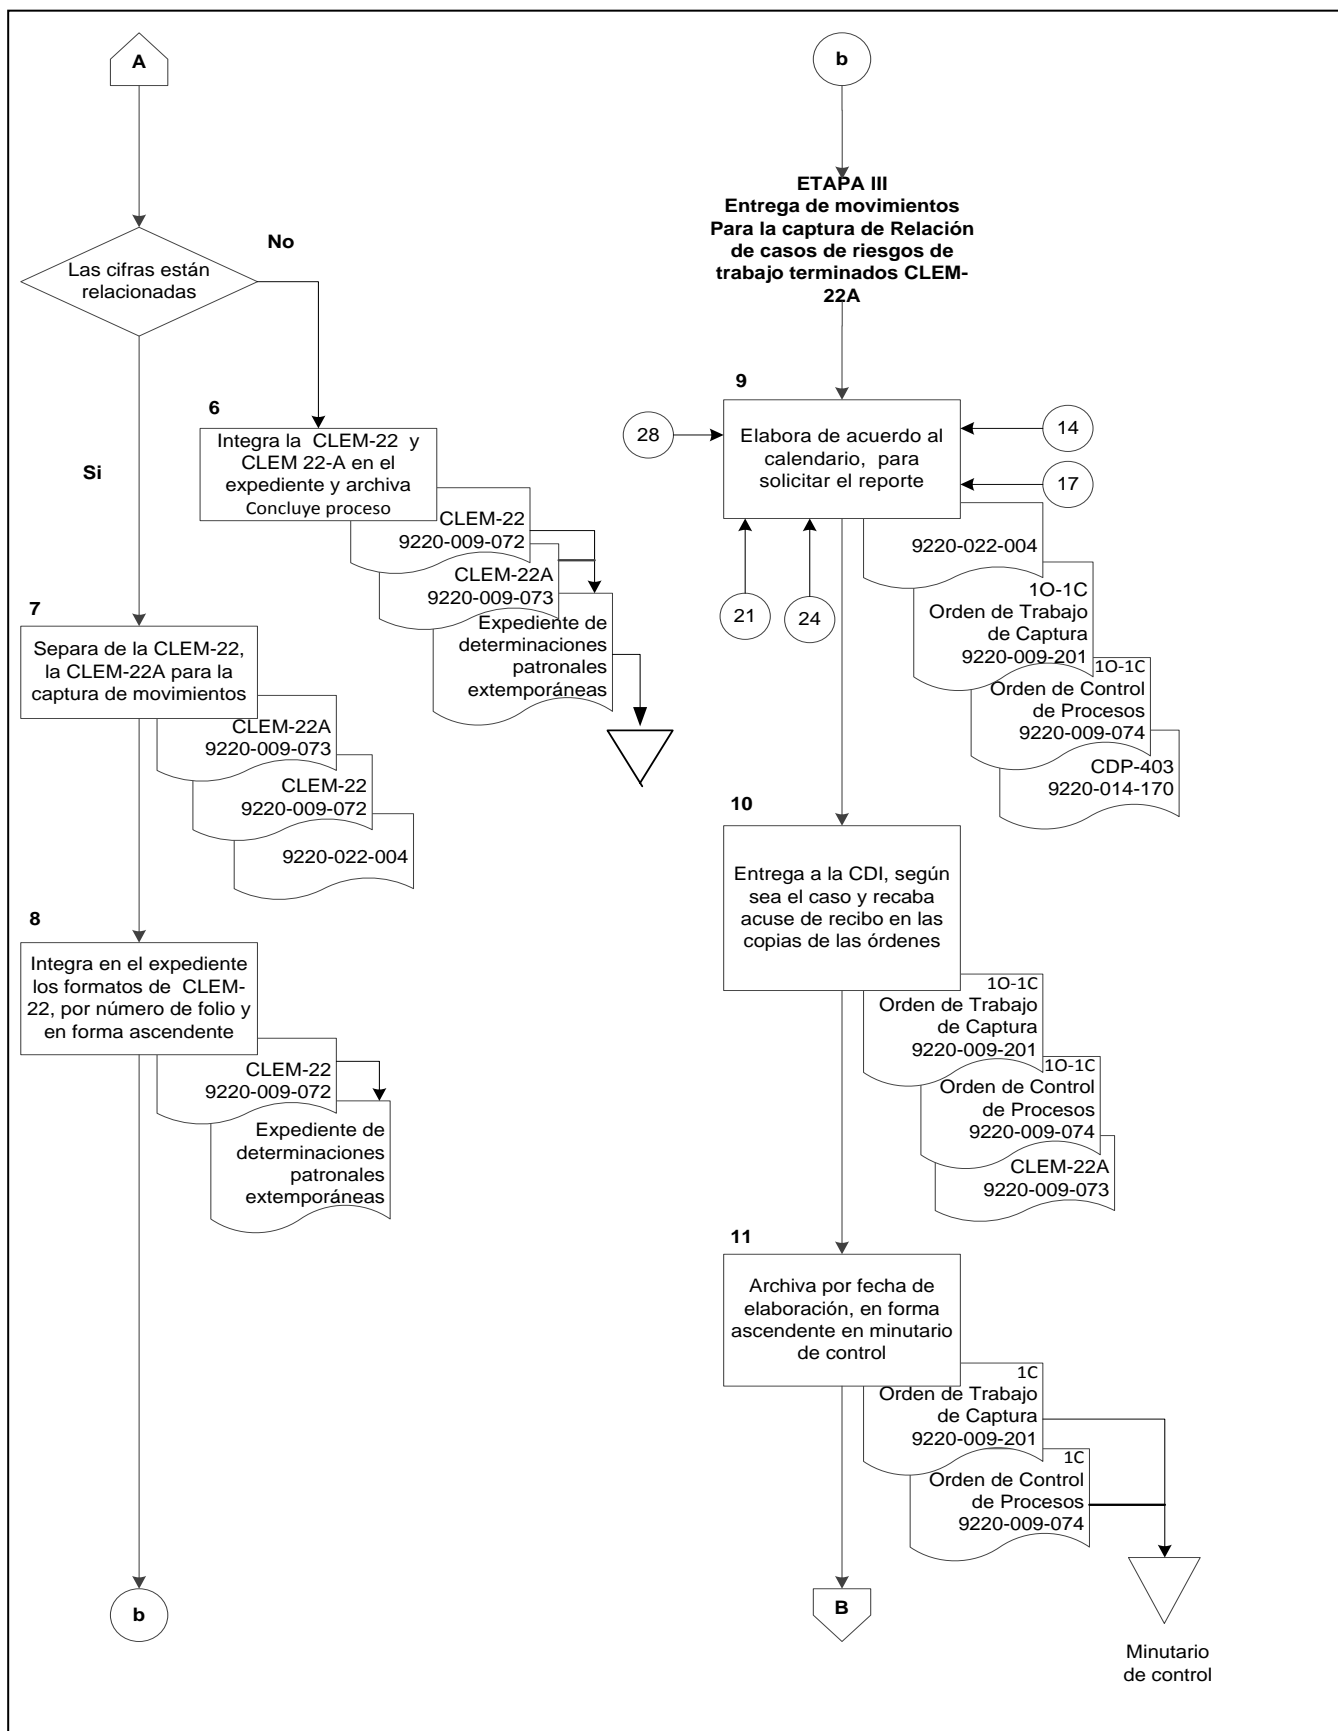 A
Las cifras están
relacionadas
No
Si
6
Integra la CLEM-22 y
CLEM 22-A en el
expediente y archiva
Concluye proceso
CLEM-22
9220-009-072
CLEM-22A
9220-009-073
Expediente de
determinaciones
patronales
extemporáneas
7
Separa de la CLEM-22,
la CLEM-22A para la
captura de movimientos
CLEM-22A
9220-009-073
CLEM-22
9220-009-072
9220-022-004
8
Integra en el expediente
los formatos de CLEM-
22, por número de folio y
en forma ascendente
CLEM-22
9220-009-072
Expediente de
determinaciones
patronales
extemporáneas
b
b
ETAPA III
Entrega de movimientos
Para la captura de Relación
de casos de riesgos de
trabajo terminados CLEM-
22A
9
Elabora de acuerdo al
calendario, para
solicitar el reporte
28
14
17
21
24
9220-022-004
1O-1C
Orden de Trabajo
de Captura
9220-009-201
1O-1C
Orden de Control
de Procesos
9220-009-074
CDP-403
9220-014-170
10
Entrega a la CDI, según
sea el caso y recaba
acuse de recibo en las
copias de las órdenes
1O-1C
Orden de Trabajo
de Captura
9220-009-201
1O-1C
Orden de Control
de Procesos
9220-009-074
CLEM-22A
9220-009-073
11
Archiva por fecha de
elaboración, en forma
ascendente en minutario
de control
1C
Orden de Trabajo
de Captura
9220-009-201
1C
Orden de Control
de Procesos
9220-009-074
B
Minutario
de control